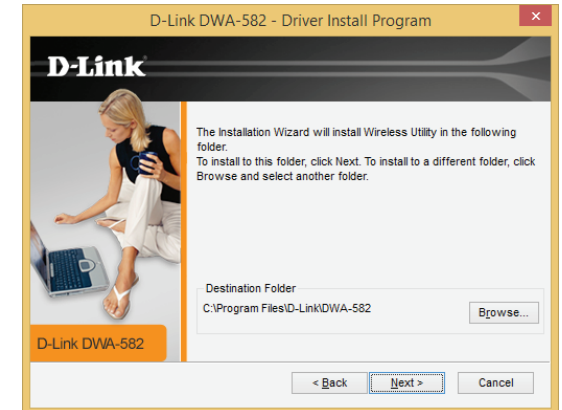 D-Link DWA-582 - Driver Install Program
D-Link
The Installation Wizard will install Wireless Utility in the following
folder.
To install to this folder, click Next. To install to a different folder, click
Browse and select another folder.
Destination Folder
C:\Program Files\D-Link\DWA-582
Browse...
D-Link DWA-582
< Back
Next >
Cancel